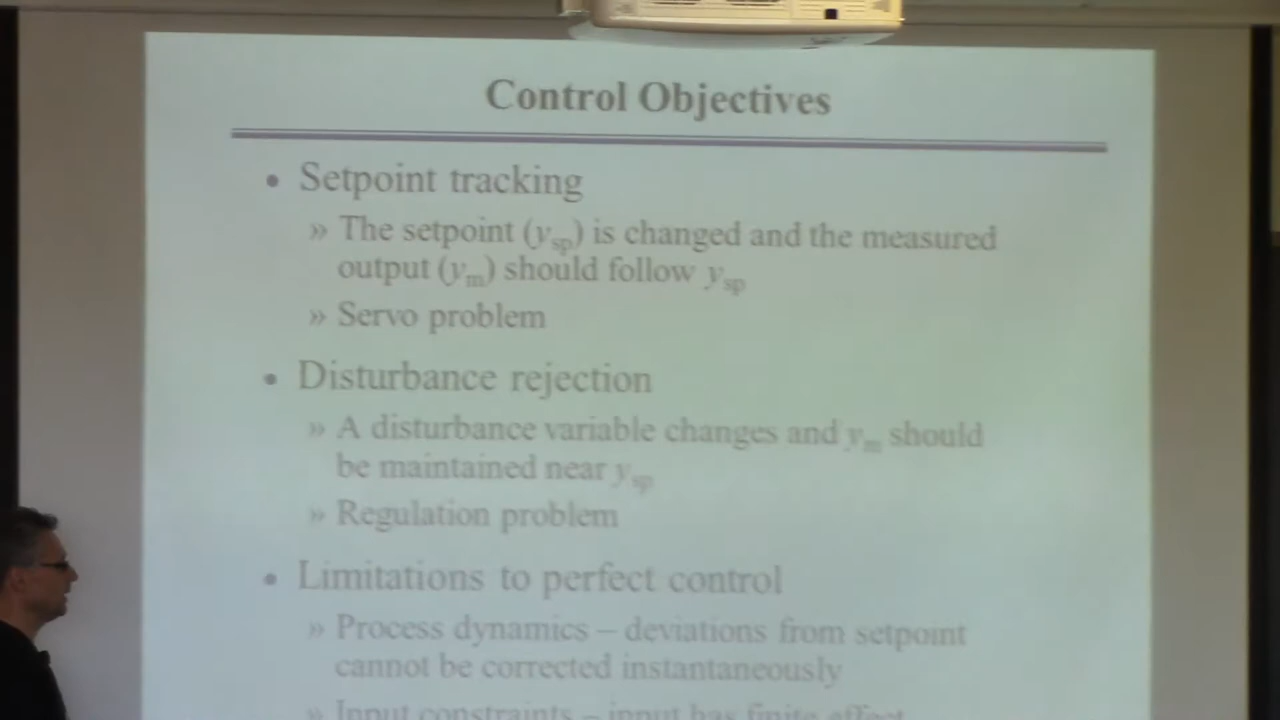 Control Objectives
• Setpoint tracking
» The setpoint (ysp) is changed and the measured
output (ym) should follow ysp
» Servo problem
• Disturbance rejection
» A disturbance variable changes and ym should
be maintained near ysp
» Regulation problem
• Limitations to perfect control
» Process dynamics – deviations from setpoint
cannot be corrected instantaneously
» Input constraints – input has finite effect